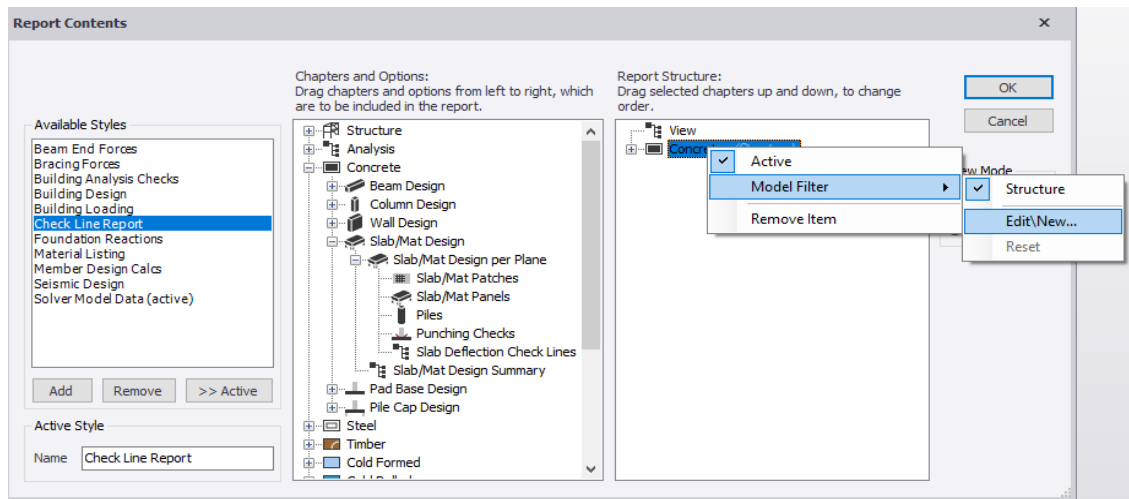 Report Contents
Chapters and Options:
Drag chapters and options from left to right, which
are to be included in the report.
Report Structure:
Drag selected chapters up and down, to change
order.
OK
Cancel
Available Styles
Beam End Forces
Bracing Forces
Building Analysis Checks
Building Design
Building Loading
Check Line Report
Foundation Reactions
Material Listing
Member Design Calcs
Seismic Design
Solver Model Data (active)
Add
Remove
>> Active
Active Style
Name
Check Line Report
Structure
Analysis
Concrete
Beam Design
Column Design
Wall Design
Slab/Mat Design
Slab/Mat Design per Plane
Slab/Mat Patches
Slab/Mat Panels
Piles
Punching Checks
Slab Deflection Check Lines
Slab/Mat Design Summary
Pad Base Design
Pile Cap Design
Steel
Timber
Cold Formed
View
Active
Model Filter
Remove Item
Mode
Structure
Edit\New...
Reset